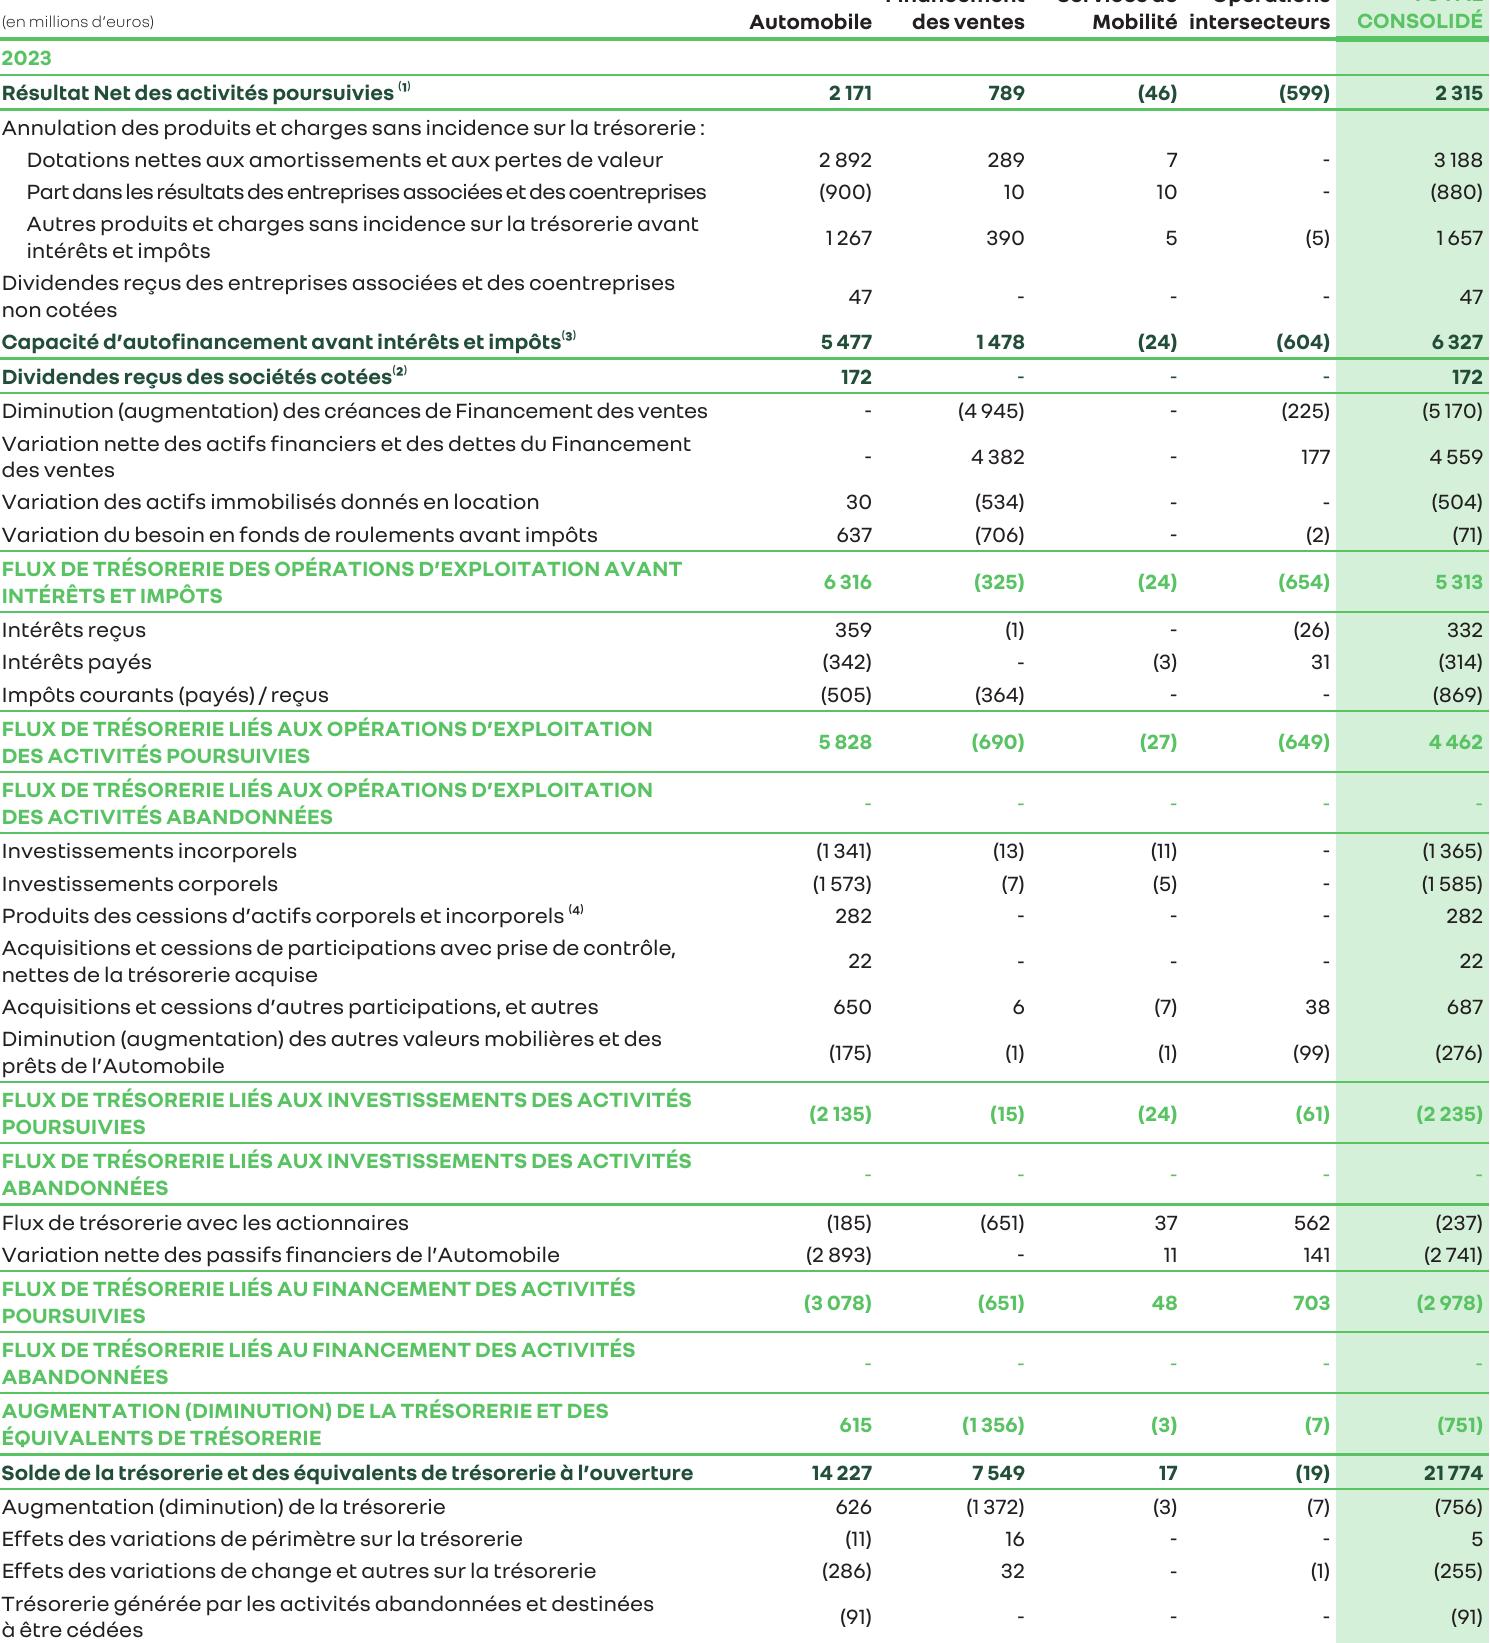 (en millions d’euros) Automobile des ventes Mobilité intersecteurs CONSOLIDÉ
2023
Résultat Net des activités poursuivies (1) 2 171 789 (46) (599) 2 315
Annulation des produits et charges sans incidence sur la trésorerie :
Dotations nettes aux amortissements et aux pertes de valeur 2 892 289 7 - 3 188
Part dans les résultats des entreprises associées et des coentreprises (900) 10 10 - (880)
Autres produits et charges sans incidence sur la trésorerie avant
intérêts et impôts 1 267 390 5 (5) 1 657
Dividendes reçus des entreprises associées et des coentreprises
non cotées 47 - - - 47
Capacité d’autofinancement avant intérêts et impôts(3) 5 477 1 478 (24) (604) 6 327
Dividendes reçus des sociétés cotées(2) 172 - - - 172
Diminution (augmentation) des créances de Financement des ventes - (4 945) - (225) (5 170)
Variation nette des actifs financiers et des dettes du Financement
des ventes - 4 382 - 177 4 559
Variation des actifs immobilisés donnés en location 30 (534) - - (504)
Variation du besoin en fonds de roulements avant impôts 637 (706) - (2) (71)
FLUX DE TRÉSORERIE DES OPÉRATIONS D’EXPLOITATION AVANT
INTÉRÊTS ET IMPÔTS 6 316 (325) (24) (654) 5 313
Intérêts reçus 359 (1) - (26) 332
Intérêts payés (342) - (3) 31 (314)
Impôts courants (payés) / reçus (505) (364) - - (869)
FLUX DE TRÉSORERIE LIÉS AUX OPÉRATIONS D’EXPLOITATION
DES ACTIVITÉS POURSUIVIES 5 828 (690) (27) (649) 4 462
FLUX DE TRÉSORERIE LIÉS AUX OPÉRATIONS D’EXPLOITATION
DES ACTIVITÉS ABANDONNÉES - - - - -
Investissements incorporels (1 341) (13) (11) - (1 365)
Investissements corporels (1 573) (7) (5) - (1 585)
Produits des cessions d’actifs corporels et incorporels (4) 282 - - - 282
Acquisitions et cessions de participations avec prise de contrôle,
nettes de la trésorerie acquise 22 - - - 22
Acquisitions et cessions d’autres participations, et autres 650 6 (7) 38 687
Diminution (augmentation) des autres valeurs mobilières et des
prêts de l’Automobile (175) (1) (1) (99) (276)
FLUX DE TRÉSORERIE LIÉS AUX INVESTISSEMENTS DES ACTIVITÉS
POURSUIVIES (2 135) (15) (24) (61) (2 235)
FLUX DE TRÉSORERIE LIÉS AUX INVESTISSEMENTS DES ACTIVITÉS
ABANDONNÉES - - - - -
Flux de trésorerie avec les actionnaires (185) (651) 37 562 (237)
Variation nette des passifs financiers de l’Automobile (2 893) - 11 141 (2 741)
FLUX DE TRÉSORERIE LIÉS AU FINANCEMENT DES ACTIVITÉS
POURSUIVIES (3 078) (651) 48 703 (2 978)
FLUX DE TRÉSORERIE LIÉS AU FINANCEMENT DES ACTIVITÉS
ABANDONNÉES - - - - -
AUGMENTATION (DIMINUTION) DE LA TRÉSORERIE ET DES
ÉQUIVALENTS DE TRÉSORERIE 615 (1 356) (3) (7) (751)
Solde de la trésorerie et des équivalents de trésorerie à l’ouverture 14 227 7 549 17 (19) 21 774
Augmentation (diminution) de la trésorerie 626 (1 372) (3) (7) (756)
Effets des variations de périmètre sur la trésorerie (11) 16 - - 5
Effets des variations de change et autres sur la trésorerie (286) 32 - (1) (255)
Trésorerie générée par les activités abandonnées et destinées
à être cédées (91) - - - (91)